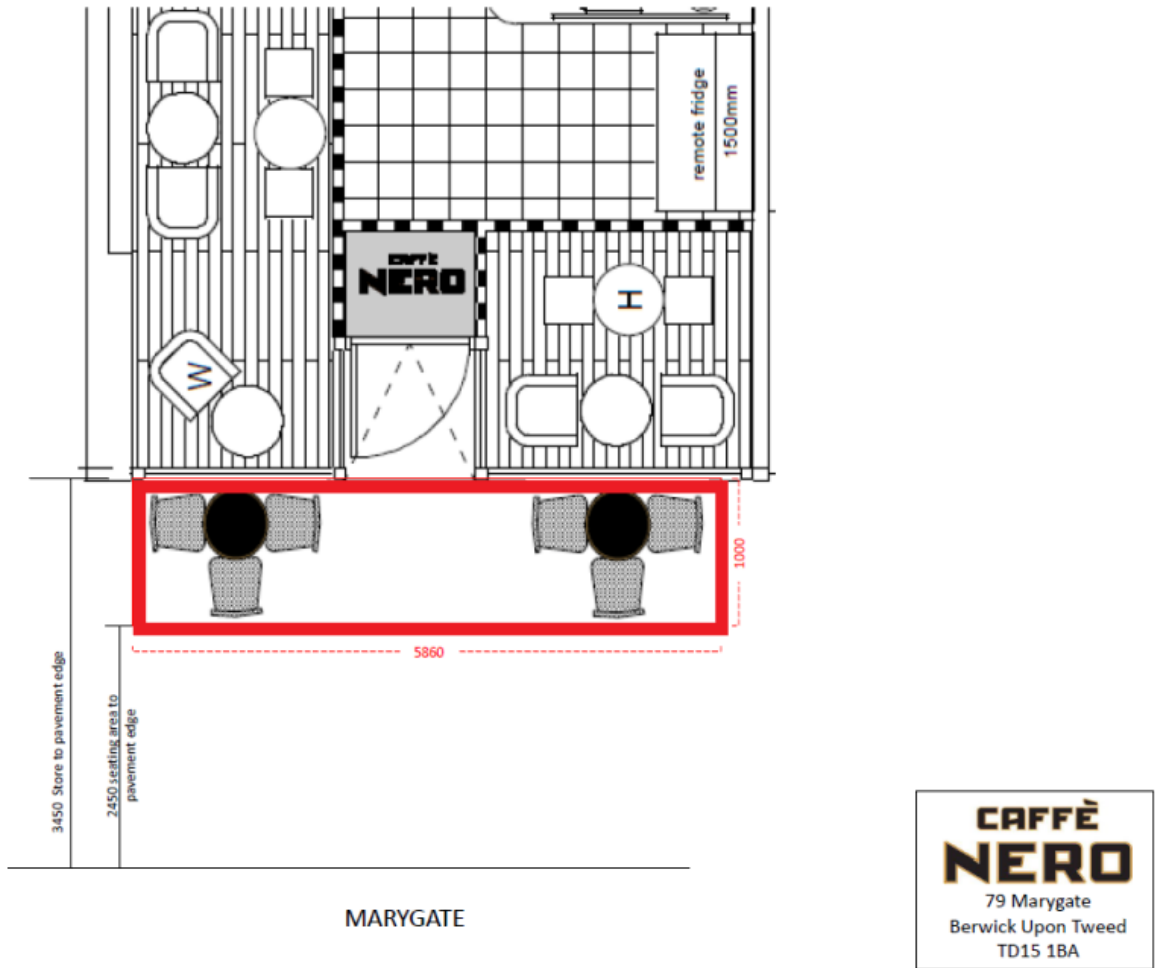 remote fridge
1500mm
CAFFÈ
NERO
H
W
1000
5860
3450 Store to pavement edge
2450 seating area to
pavement edge
MARYGATE
CAFFÈ
NERO
79 Marygate
Berwick Upon Tweed
TD15 1BA